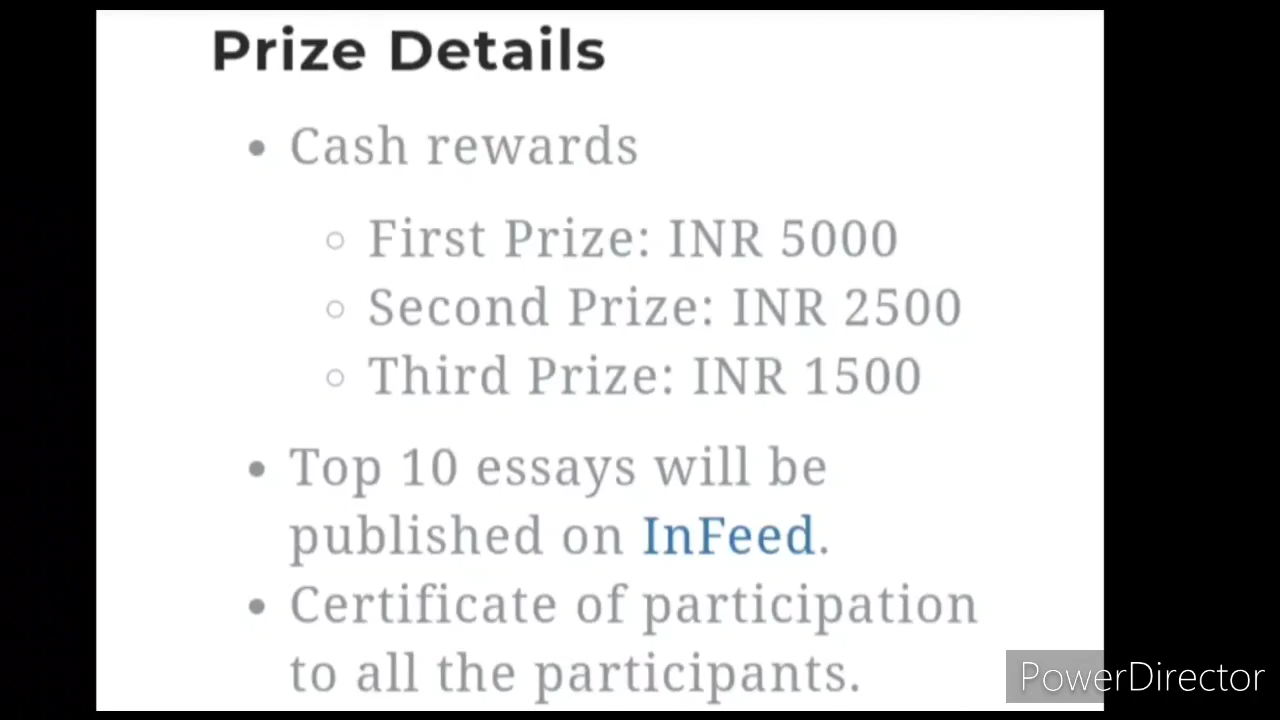 Prize Details
• Cash rewards
○ First Prize: INR 5000
○ Second Prize: INR 2500
○ Third Prize: INR 1500
• Top 10 essays will be
published on InFeed.
• Certificate of participation
to all the participants.
PowerDirector